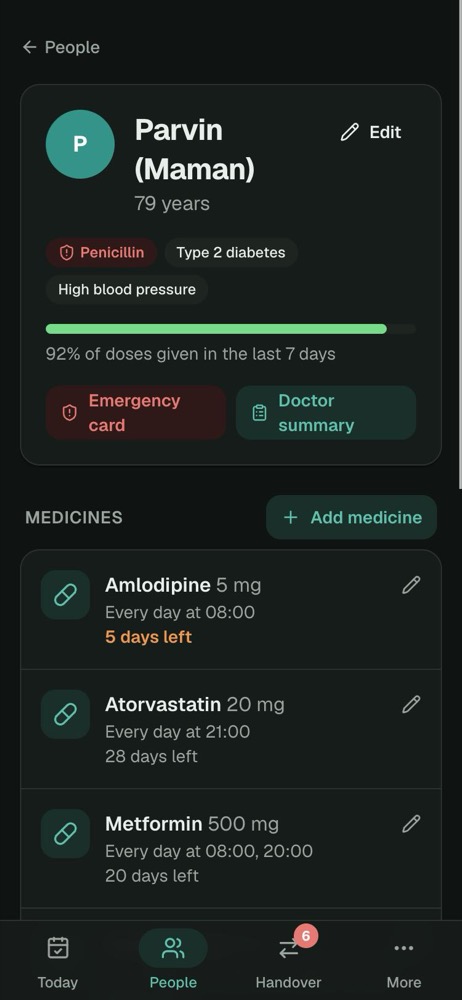 People
P
Parvin
(Maman)
Edit
79 years
Penicillin
Type 2 diabetes
High blood pressure
92% of doses given in the last 7 days
Emergency
card
Doctor
summary
MEDICINES
Add medicine
Amlodipine 5 mg
Every day at 08:00
5 days left
Atorvastatin 20 mg
Every day at 21:00
28 days left
Metformin 500 mg
Every day at 08:00, 20:00
20 days left
6
Today
People
Handover
More